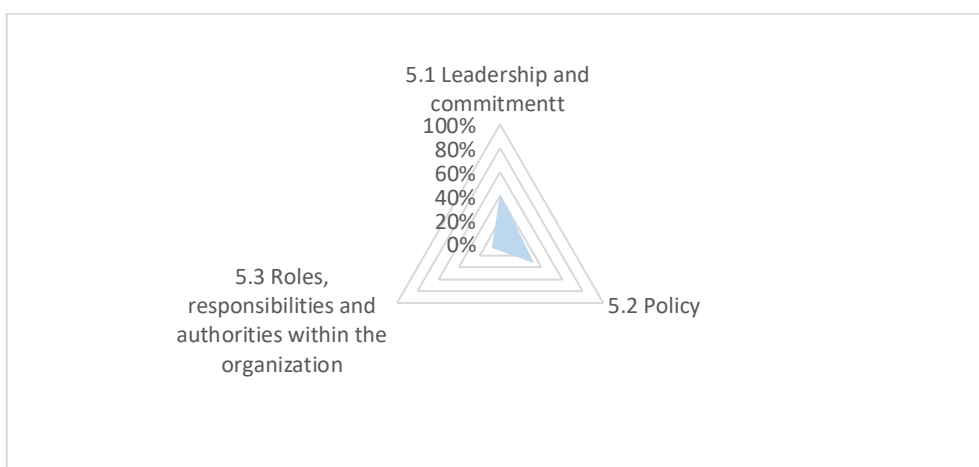 5.1 Leadership and
commitmentt
100%
80%
60%
40%
20%
0%
5.3 Roles,
responsibilities and
authorities within the
organization
5.2 Policy